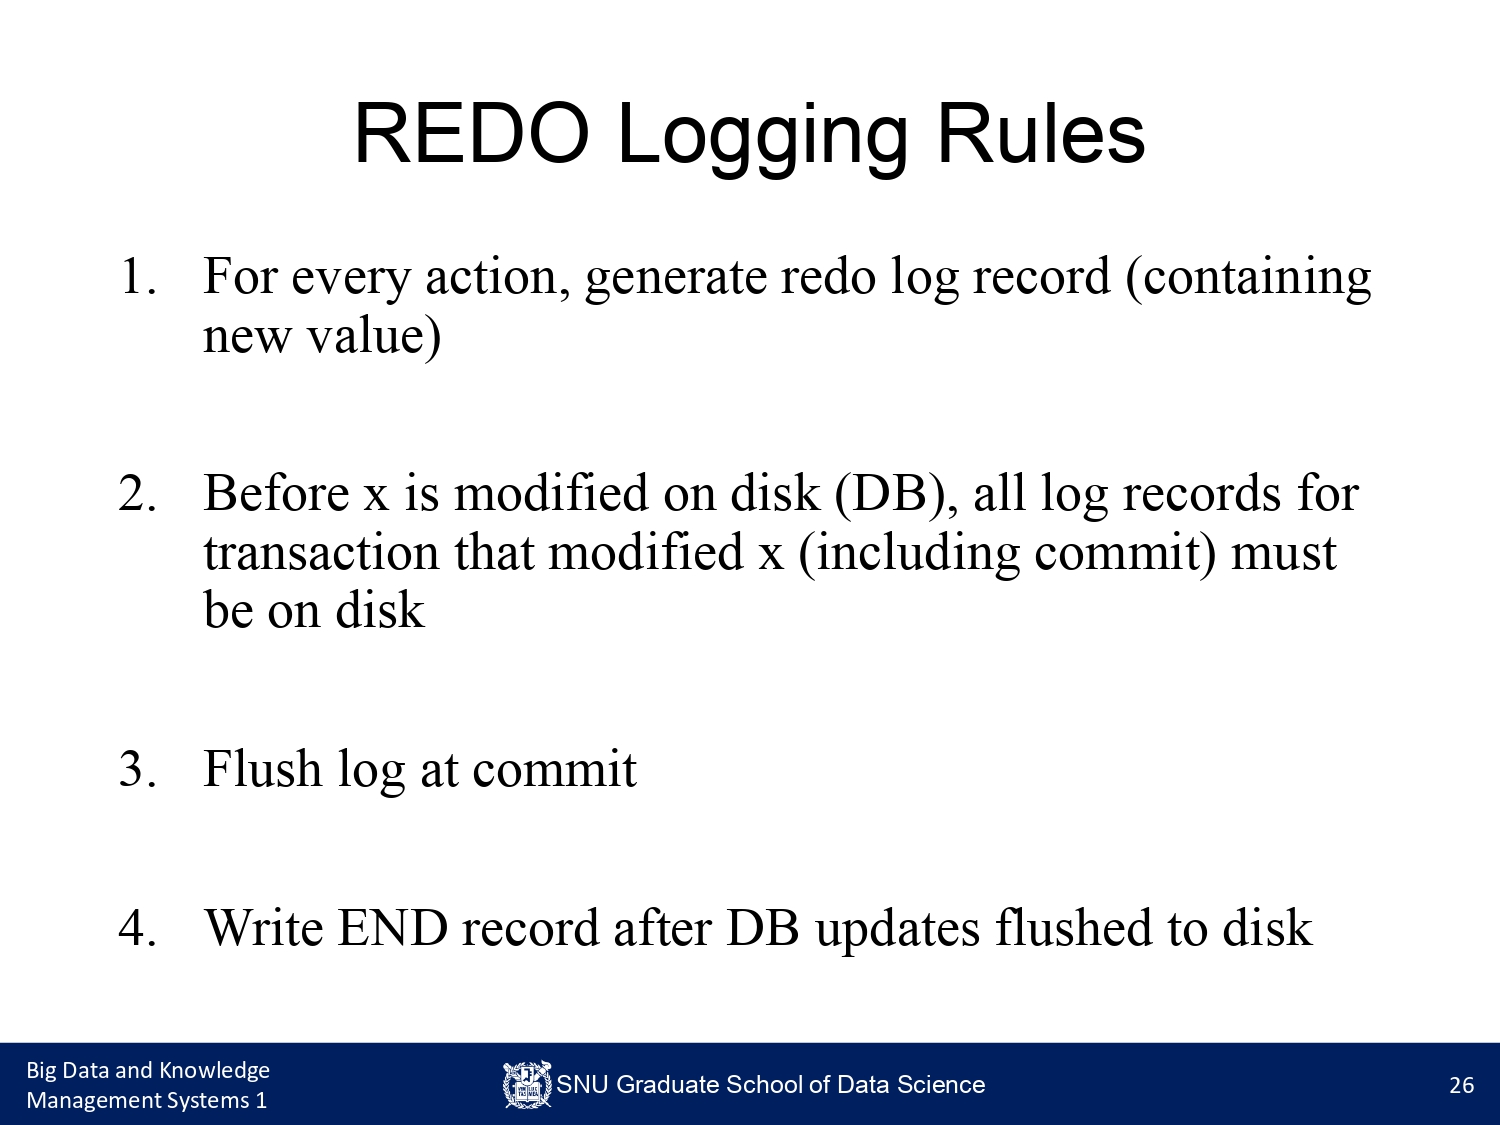 REDO Logging Rules
1. For every action, generate redo log record (containing
new value)
2. Before x is modified on disk (DB), all log records for
transaction that modified x (including commit) must
be on disk
3. Flush log at commit
4. Write END record after DB updates flushed to disk
Big Data and Knowledge
Management Systems 1
SNU Graduate School of Data Science
26